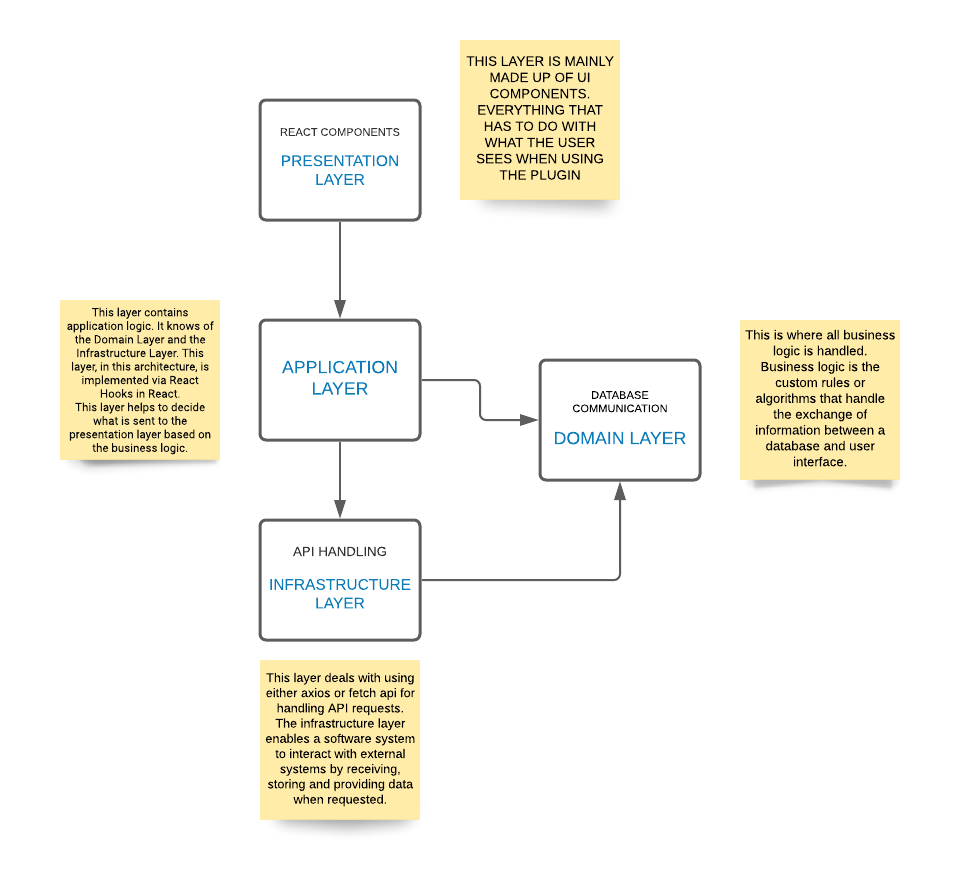 THIS LAYER IS MAINLY
MADE UP OF UI
COMPONENTS.
EVERYTHING THAT
HAS TO DO WITH
WHAT THE USER
SEES WHEN USING
THE PLUGIN
REACT COMPONENTS
PRESENTATION
LAYER
This layer contains
application logic. It knows of
the Domain Layer and the
Infrastructure Layer. This
layer, in this architecture, is
implemented via React
Hooks in React.
This layer helps to decide
what is sent to the
presentation layer based on
the business logic.
APPLICATION
LAYER
DATABASE
COMMUNICATION
DOMAIN LAYER
This is where all business
logic is handled.
Business logic is the
custom rules or
algorithms that handle
the exchange of
information between a
database and user
interface.
API HANDLING
INFRASTRUCTURE
LAYER
This layer deals with using
either axios or fetch api for
handling API requests.
The infrastructure layer
enables a software system
to interact with external
systems by receiving,
storing and providing data
when requested.